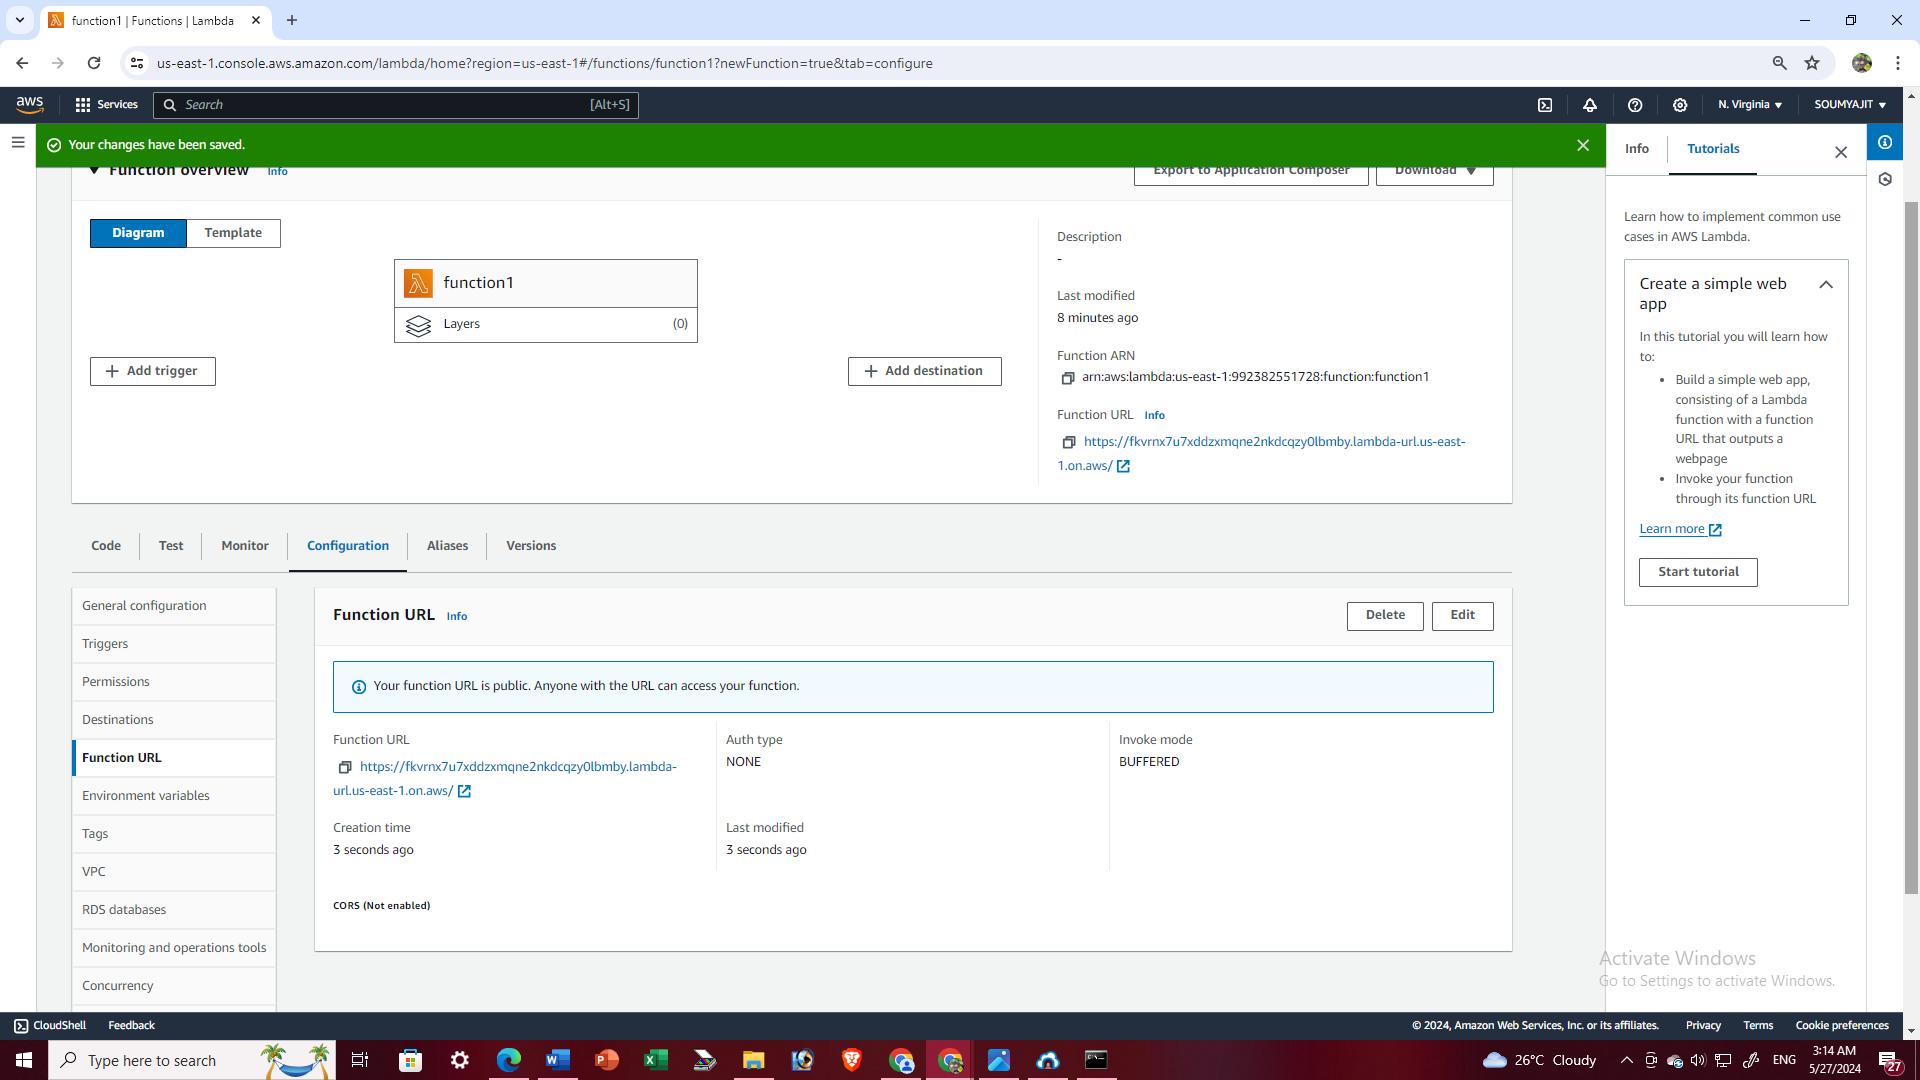 function1 | Functions | Lambda
us-east-1.console.aws.amazon.com/lambda/home?region=us-east-1#/functions/function1?newFunction=true&tab=configure
aws
Services
Search
[Alt+S]
N. Virginia
SOUMYAJIT
Your changes have been saved.
Function overview
Info
Export to Application Composer
Download
Diagram
Template
function1
Layers
(0)
Add trigger
Add destination
Description
-
Last modified
8 minutes ago
Function ARN
arn:aws:lambda:us-east-1:992382551728:function:function1
Function URL Info
https://fkvrnx7u7xddzxmqne2nkdcqzy0lbmby.lambda-url.us-east-
1.on.aws/
Code
Test
Monitor
Configuration
Aliases
Versions
General configuration
Triggers
Permissions
Destinations
Function URL
Environment variables
Tags
VPC
RDS databases
Monitoring and operations tools
Concurrency
Function URL Info
Delete
Edit
Your function URL is public. Anyone with the URL can access your function.
Function URL
https://fkvrnx7u7xddzxmqne2nkdcqzy0lbmby.lambda-
url.us-east-1.on.aws/
Auth type
NONE
Invoke mode
BUFFERED
Creation time
3 seconds ago
Last modified
3 seconds ago
CORS (Not enabled)
Info
Tutorials
Learn how to implement common use
cases in AWS Lambda.
Create a simple web
app
In this tutorial you will learn how
to:
• Build a simple web app,
consisting of a Lambda
function with a function
URL that outputs a
webpage
• Invoke your function
through its function URL
Learn more
Start tutorial
Activate Windows
Go to Settings to activate Windows.
CloudShell
Feedback
© 2024, Amazon Web Services, Inc. or its affiliates.
Privacy
Terms
Cookie preferences
Type here to search
26°C Cloudy
ENG
3:14 AM
5/27/2024
27